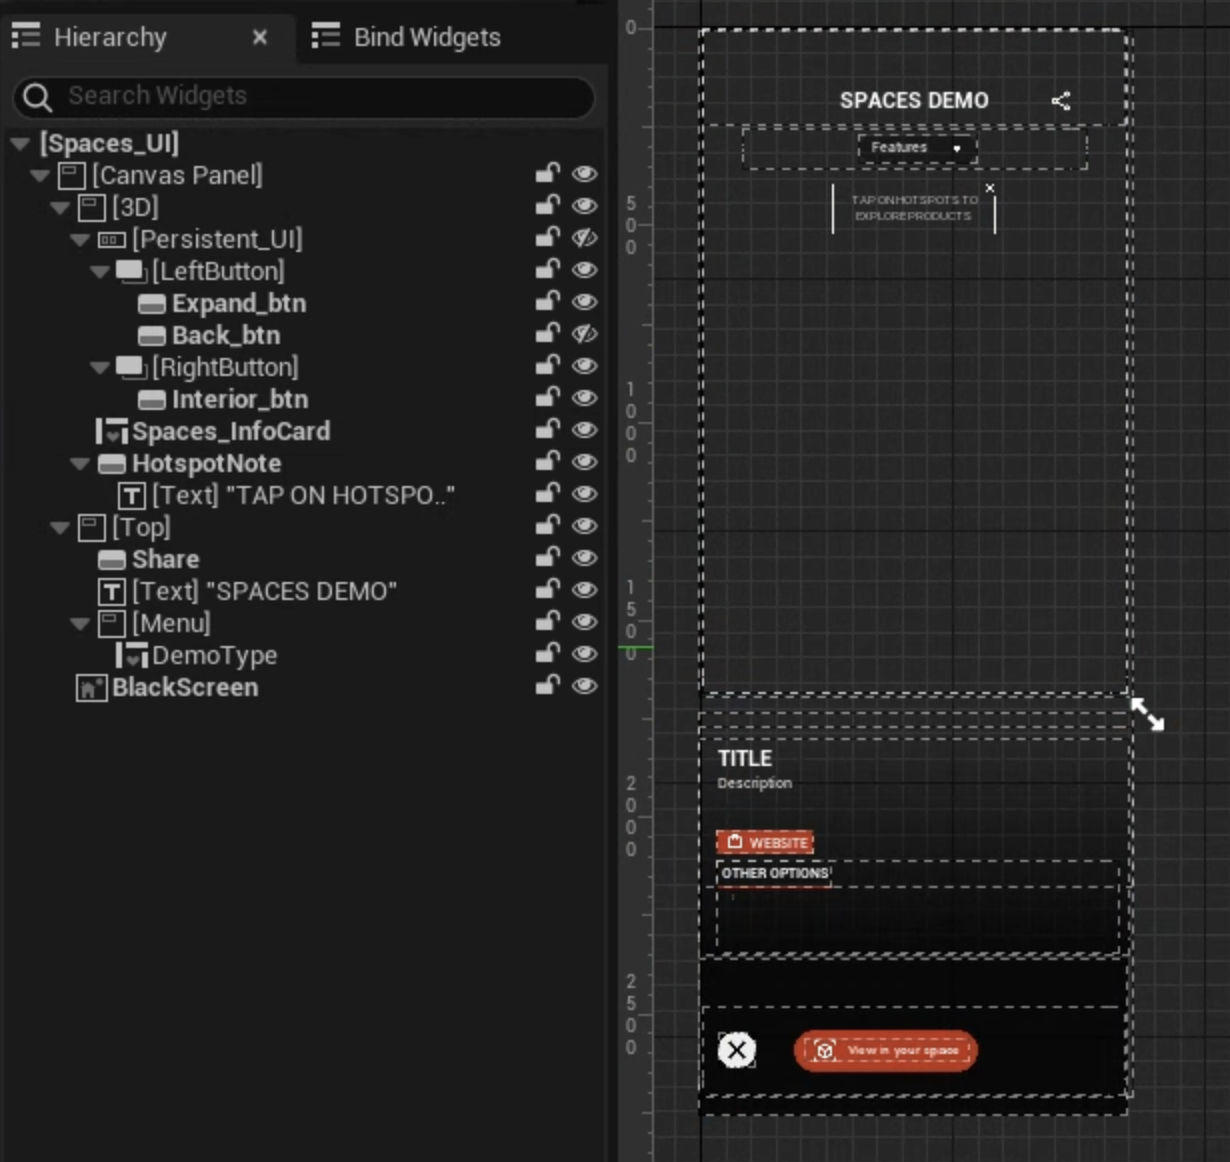 Hierarchy
Bind Widgets
Search Widgets
[Spaces_UI]
[Canvas Panel]
[3D]
[Persistent_UI]
[LeftButton]
Expand_btn
Back_btn
[RightButton]
Interior_btn
Spaces_InfoCard
HotspotNote
[Text] "TAP ON HOTSPO.."
[Top]
Share
[Text] "SPACES DEMO"
[Menu]
DemoType
BlackScreen
0
500
1000
1500
2000
2500
SPACES DEMO
Features
TAP ON HOTSPOTS TO
EXPLORE PRODUCTS
TITLE
Description
WEBSITE
OTHER OPTIONS
View in your space